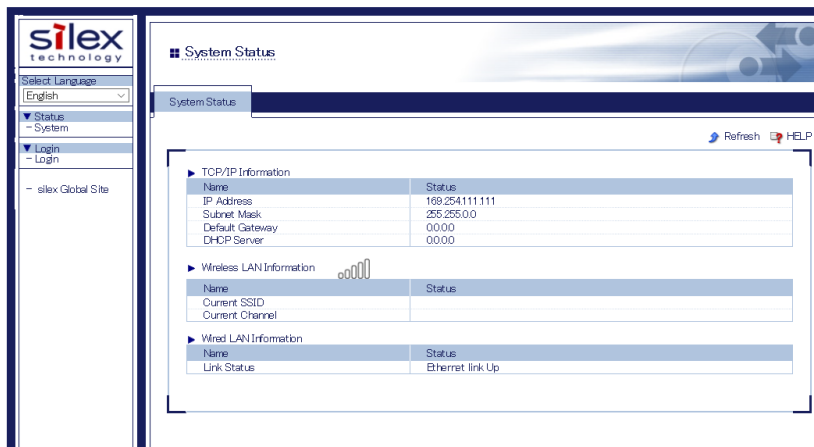 silex
technology
Select Language
English
▼ Status
– System
▼ Login
– Login
– silex Global Site
System Status
System Status
Refresh HELP
▶ TCP/IP Information
Name Status
IP Address 169.254.111.111
Subnet Mask 255.255.0.0
Default Gateway 0.0.0.0
DHCP Server 0.0.0.0
▶ Wireless LAN Information
Name Status
Current SSID
Current Channel
▶ Wired LAN Information
Name Status
Link Status Ethernet link Up